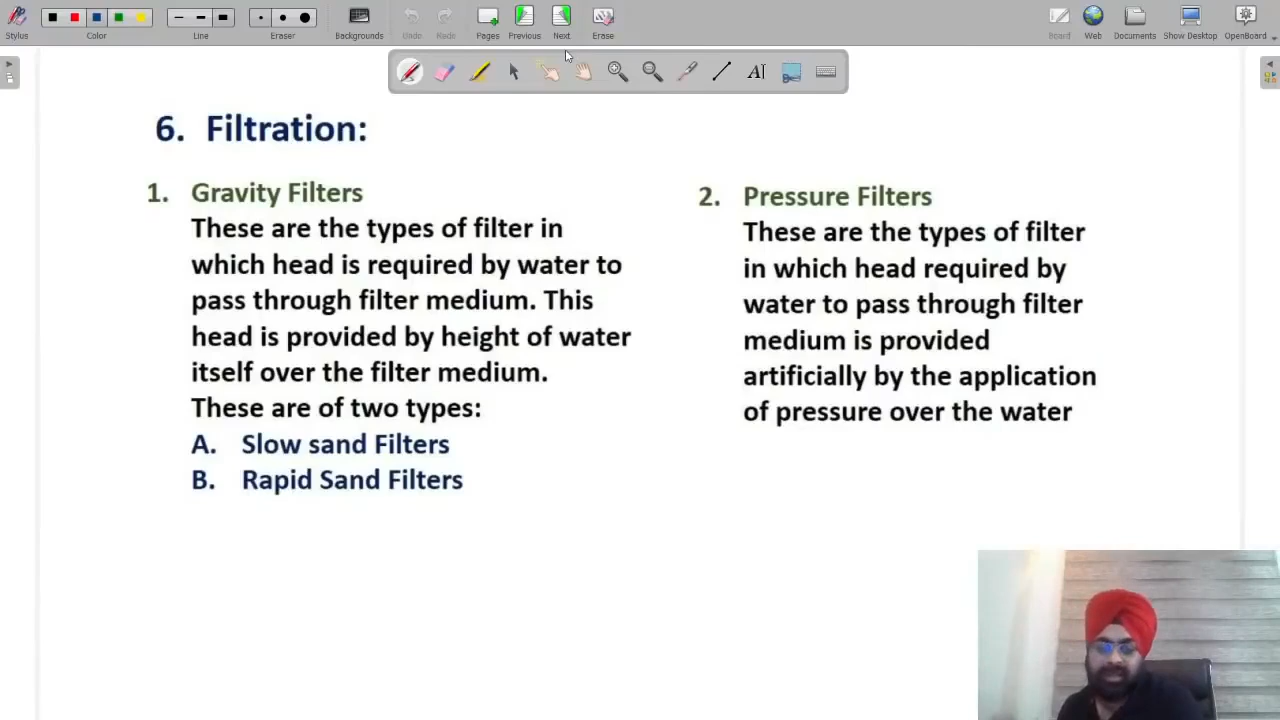 Stylus
Color
Line
Eraser
Backgrounds
Undo
Redo
Pages
Previous
Next
Erase
Board
Web
Documents
Show Desktop
OpenBoard
6. Filtration:
1. Gravity Filters
These are the types of filter in
which head is required by water to
pass through filter medium. This
head is provided by height of water
itself over the filter medium.
These are of two types:
A. Slow sand Filters
B. Rapid Sand Filters
2. Pressure Filters
These are the types of filter
in which head required by
water to pass through filter
medium is provided
artificially by the application
of pressure over the water